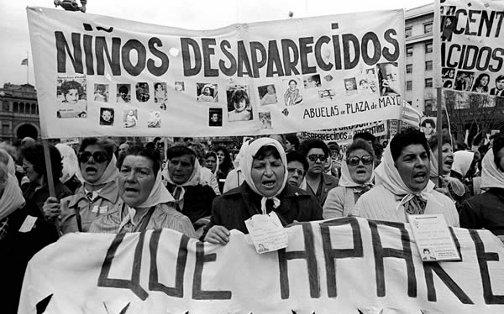 NIÑOS DESAPARECIDOS
ABUELAS DE PLAZA DE MAYO
CIDOS
QUE APARE